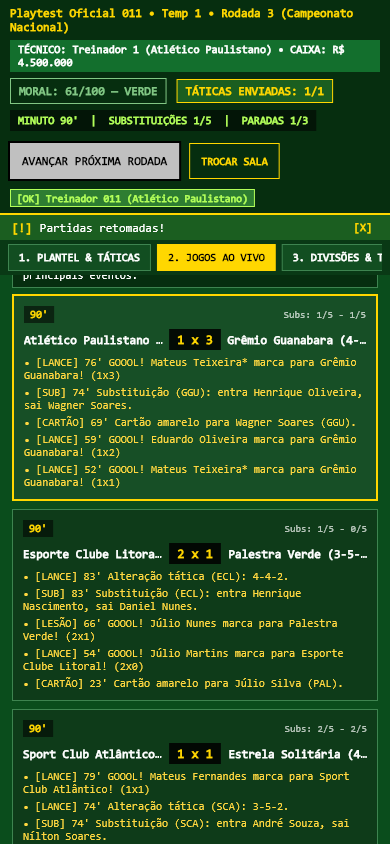 Playtest Oficial 011 • Temp 1 • Rodada 3 (Campeonato
Nacional)
TÉCNICO: Treinador 1 (Atlético Paulistano) • CAIXA: R$
4.500.000
MORAL: 61/100 — VERDE
TÁTICAS ENVIADAS: 1/1
MINUTO 90' | SUBSTITUIÇÕES 1/5 | PARADAS 1/3
AVANÇAR PRÓXIMA RODADA
TROCAR SALA
[OK] Treinador 011 (Atlético Paulistano)
[!] Partidas retomadas!
[X]
1. PLANTEL & TÁTICAS
2. JOGOS AO VIVO
3. DIVISÕES & T
principais eventos.
90'
Subs: 1/5 - 1/5
Atlético Paulistano … 1 x 3 Grêmio Guanabara (4-…
• [LANCE] 76' GOOOL! Mateus Teixeira* marca para Grêmio
Guanabara! (1x3)
• [SUB] 74' Substituição (GGU): entra Henrique Oliveira,
sai Wagner Soares.
• [CARTÃO] 69' Cartão amarelo para Wagner Soares (GGU).
• [LANCE] 59' GOOOL! Eduardo Oliveira marca para Grêmio
Guanabara! (1x2)
• [LANCE] 52' GOOOL! Mateus Teixeira* marca para Grêmio
Guanabara! (1x1)
90'
Subs: 1/5 - 0/5
Esporte Clube Litora… 2 x 1 Palestra Verde (3-5-…
• [LANCE] 83' Alteração tática (ECL): 4-4-2.
• [SUB] 83' Substituição (ECL): entra Henrique
Nascimento, sai Daniel Nunes.
• [LESÃO] 66' GOOOL! Júlio Nunes marca para Palestra
Verde! (2x1)
• [LANCE] 54' GOOOL! Júlio Martins marca para Esporte
Clube Litoral! (2x0)
• [CARTÃO] 23' Cartão amarelo para Júlio Silva (PAL).
90'
Subs: 2/5 - 2/5
Sport Club Atlântico… 1 x 1 Estrela Solitária (4…
• [LANCE] 79' GOOOL! Mateus Fernandes marca para Sport
Club Atlântico! (1x1)
• [LANCE] 74' Alteração tática (SCA): 3-5-2.
• [SUB] 74' Substituição (SCA): entra André Souza, sai
Nílton Soares.